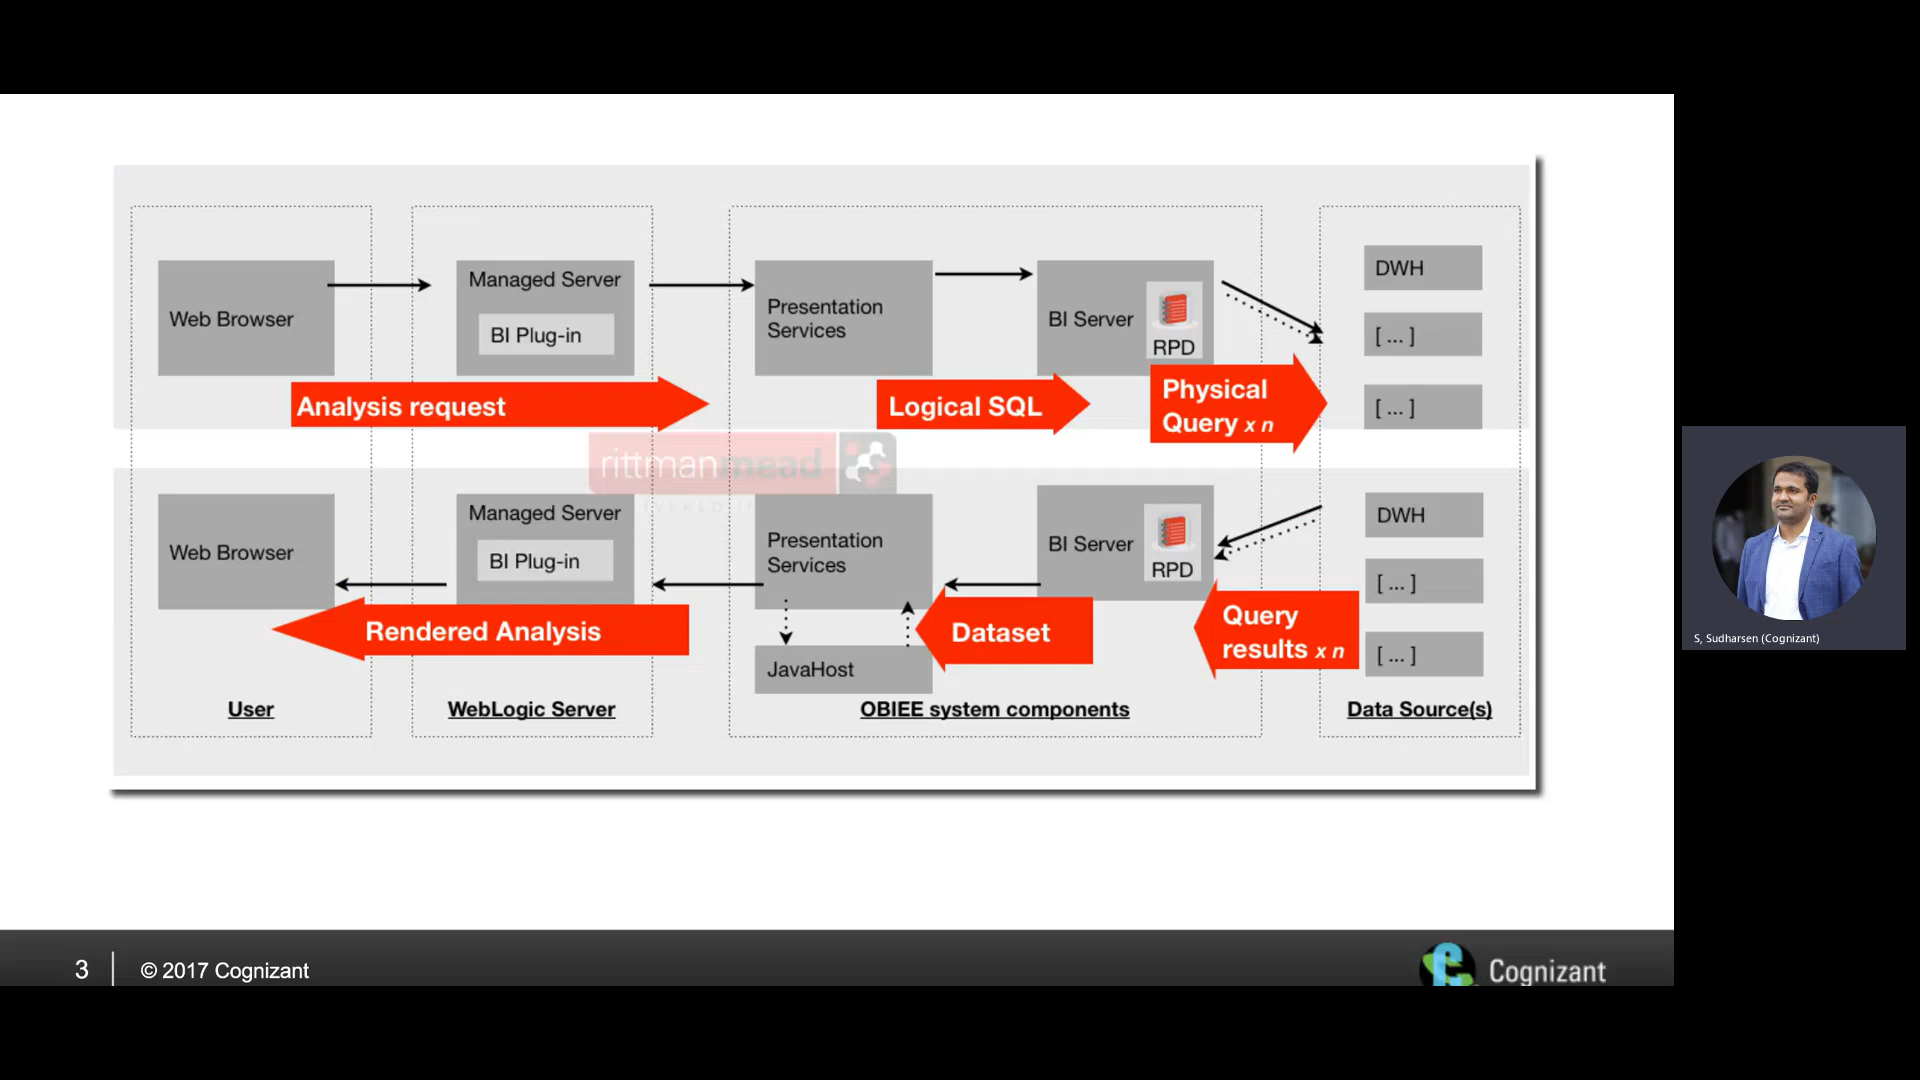 Web Browser
Managed Server
BI Plug-in
Presentation
Services
BI Server
RPD
DWH
[ ... ]
[ ... ]
Analysis request
Logical SQL
Physical
Query x n
rittmanmead
Web Browser
Managed Server
BI Plug-in
Presentation
Services
BI Server
RPD
DWH
[ ... ]
[ ... ]
Rendered Analysis
Dataset
Query
results x n
JavaHost
User
WebLogic Server
OBIEE system components
Data Source(s)
S, Sudharsen (Cognizant)
3
© 2017 Cognizant
Cognizant